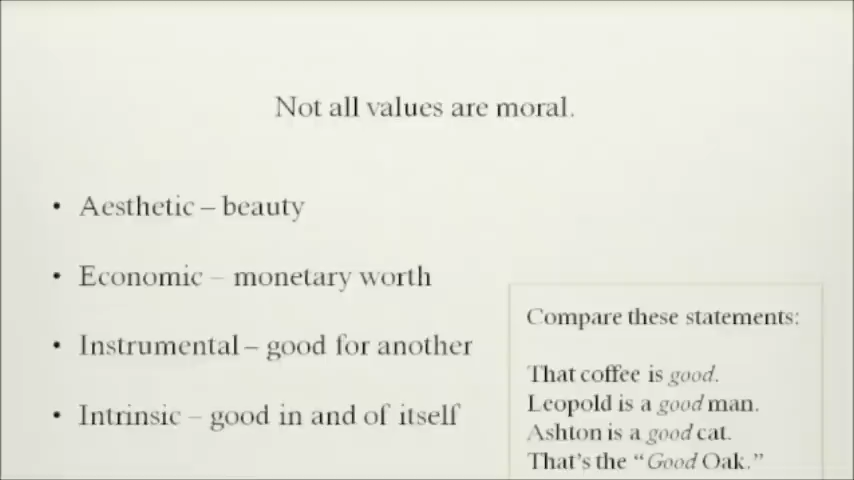 Not all values are moral.
• Aesthetic – beauty
• Economic – monetary worth
• Instrumental – good for another
• Intrinsic – good in and of itself
Compare these statements:
That coffee is good.
Leopold is a good man.
Ashton is a good cat.
That's the “Good Oak.”